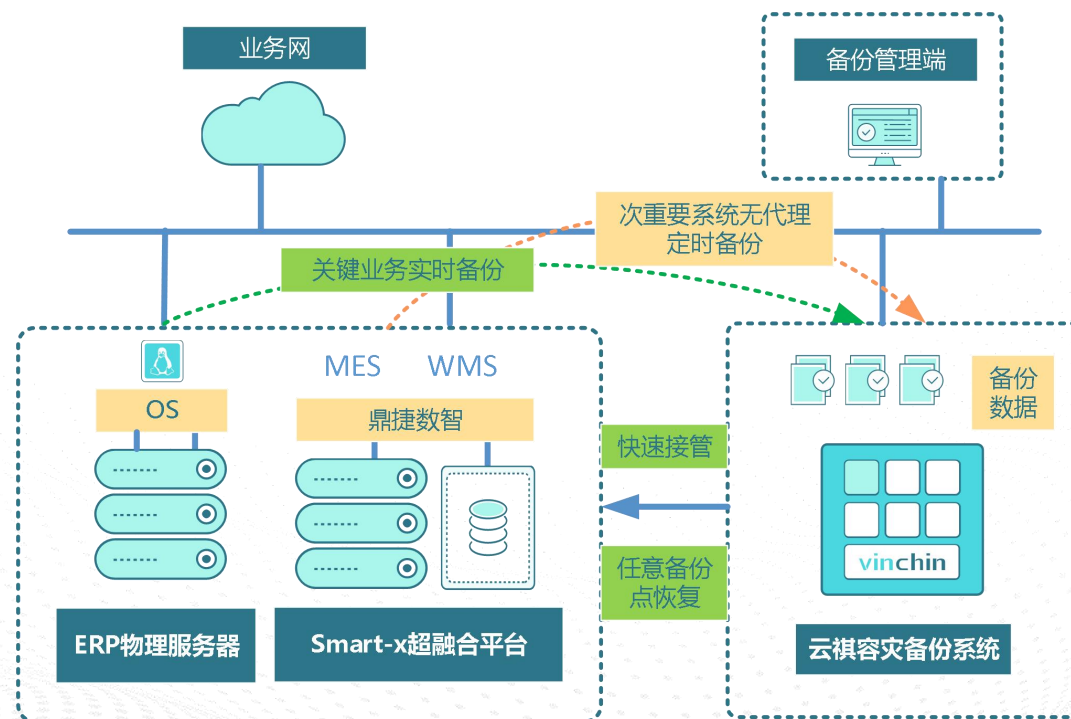 业务网
备份管理端
次重要系统无代理
定时备份
关键业务实时备份
MES WMS
备份
数据
OS
鼎捷数智
快速接管
任意备份
点恢复
vinchin
ERP物理服务器
Smart-x超融合平台
云祺容灾备份系统